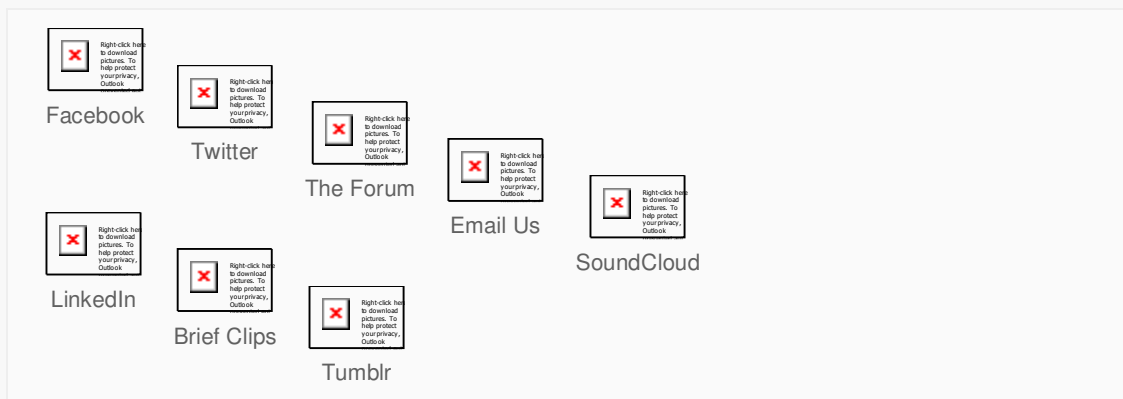 Right-click here
to download
pictures. To
help protect
your privacy,
Outlook
Facebook
Right-click here
to download
pictures. To
help protect
your privacy,
Outlook
Twitter
Right-click here
to download
pictures. To
help protect
your privacy,
Outlook
The Forum
Right-click here
to download
pictures. To
help protect
your privacy,
Outlook
Email Us
Right-click here
to download
pictures. To
help protect
your privacy,
Outlook
SoundCloud
Right-click here
to download
pictures. To
help protect
your privacy,
Outlook
LinkedIn
Right-click here
to download
pictures. To
help protect
your privacy,
Outlook
Brief Clips
Right-click here
to download
pictures. To
help protect
your privacy,
Outlook
Tumblr